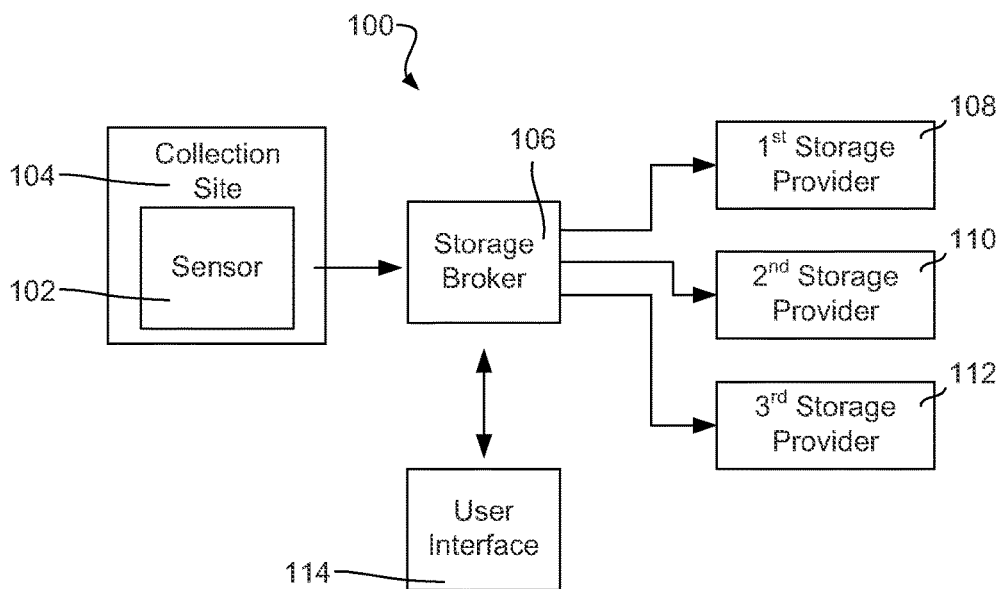 100
Collection
Site
104
Sensor
102
106
Storage
Broker
108
1st Storage
Provider
110
2nd Storage
Provider
112
3rd Storage
Provider
User
Interface
114